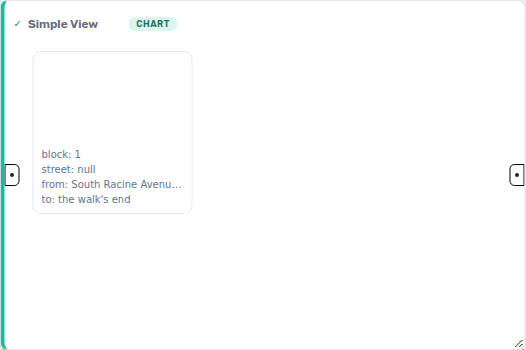 ✓ Simple View CHART
block: 1
street: null
from: South Racine Avenu...
to: the walk's end